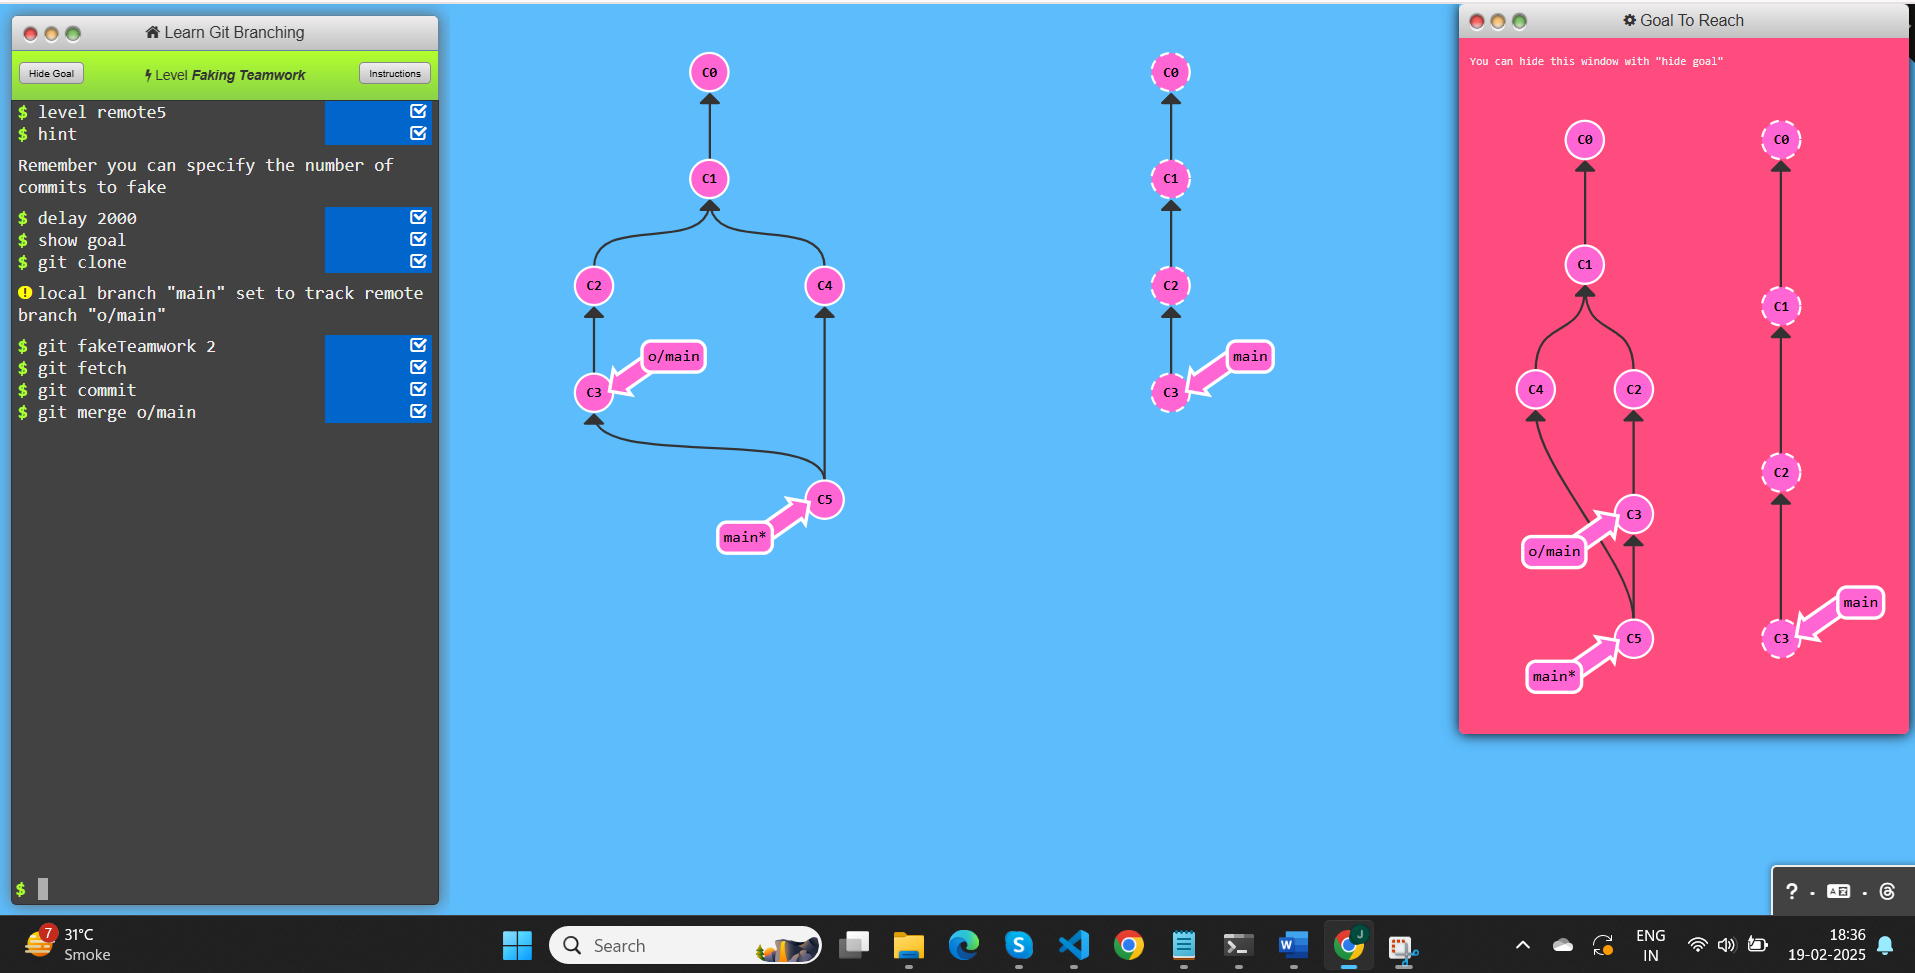 Learn Git Branching
Hide Goal
Level Faking Teamwork
Instructions
$ level remote5
$ hint
Remember you can specify the number of
commits to fake
$ delay 2000
$ show goal
$ git clone
local branch "main" set to track remote
branch "o/main"
$ git fakeTeamwork 2
$ git fetch
$ git commit
$ git merge o/main
$
C0
C1
C2
C4
o/main
C3
C5
main*
C0
C1
C2
main
C3
Goal To Reach
You can hide this window with "hide goal"
C0
C1
C4
C2
C3
o/main
C5
main*
C0
C1
C2
main
C3
7
31°C
Smoke
Search
J
ENG
IN
18:36
19-02-2025